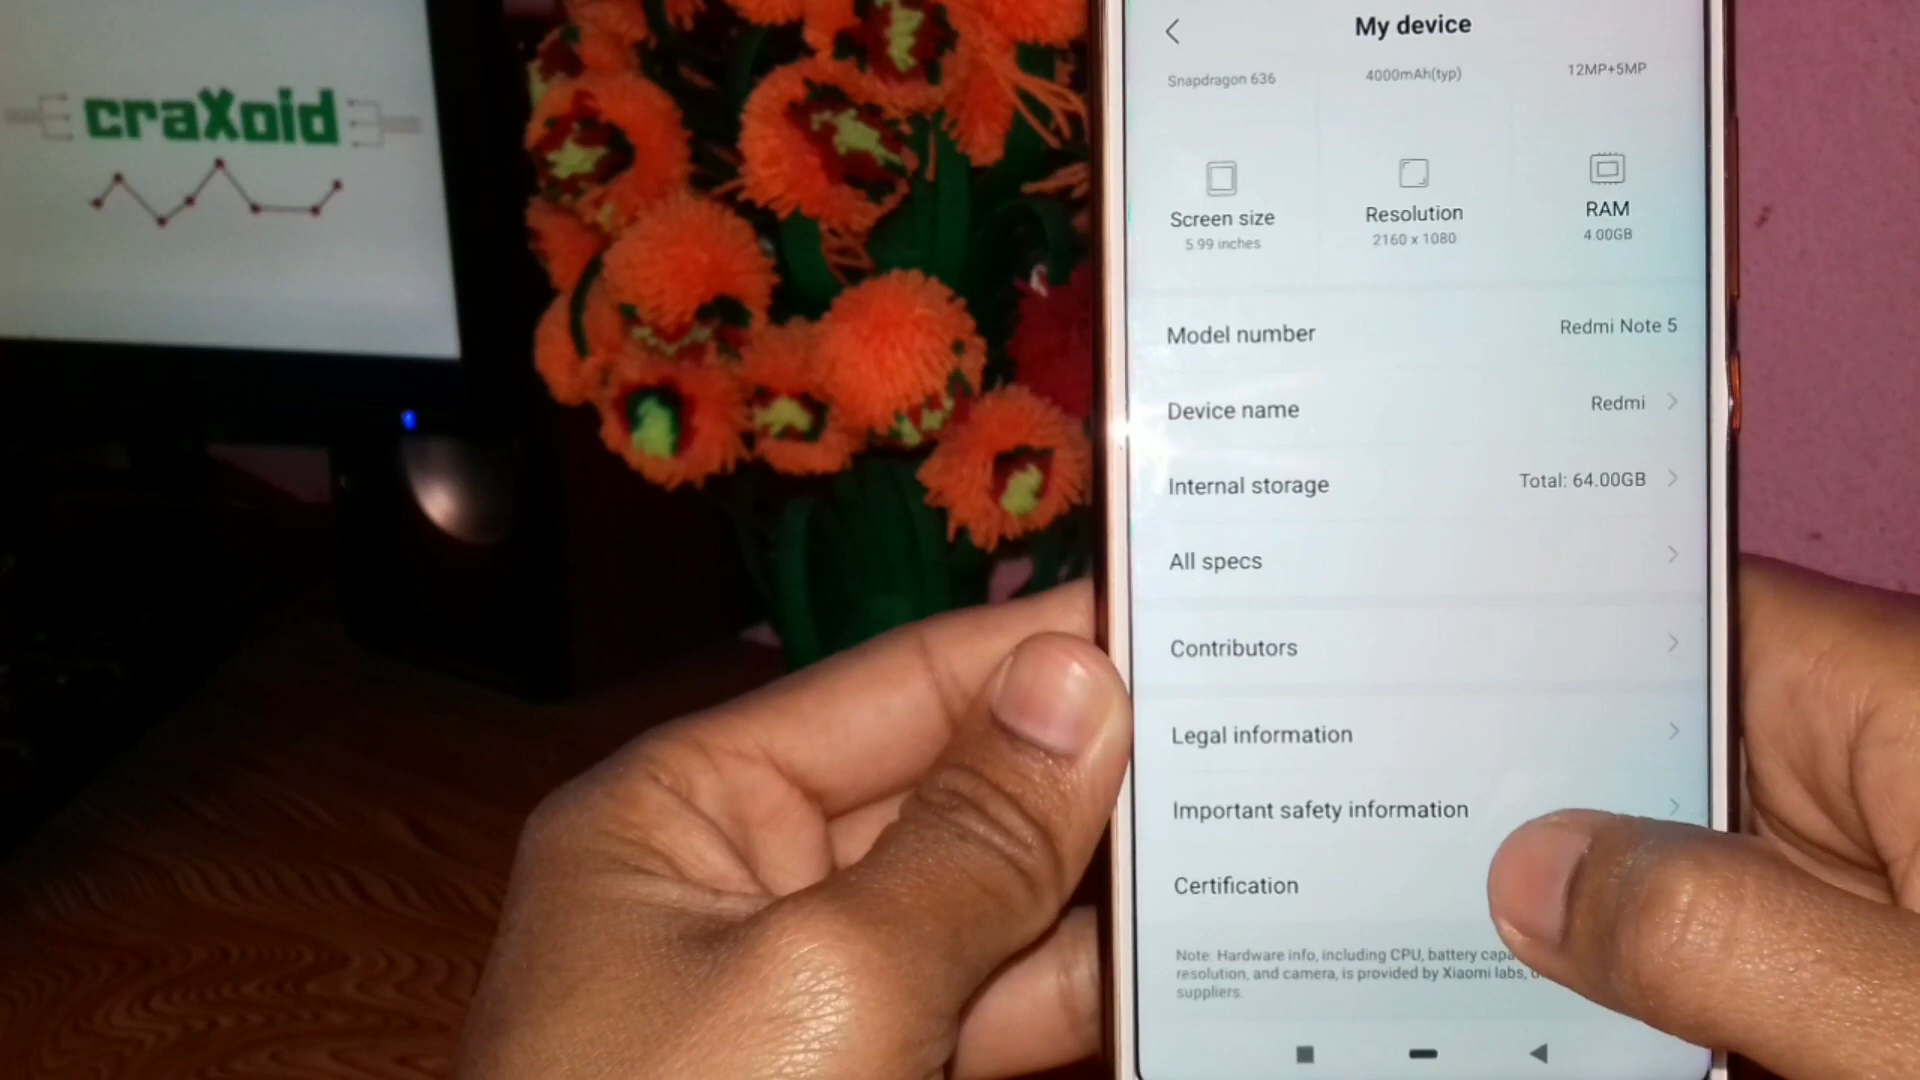 craXoid
My device
Snapdragon 636
4000mAh(typ)
12MP+5MP
Screen size
5.99 inches
Resolution
2160 x 1080
RAM
4.00GB
Model number
Redmi Note 5
Device name
Redmi
Internal storage
Total: 64.00GB
All specs
Contributors
Legal information
Important safety information
Certification
Note: Hardware info, including CPU, battery
resolution, and camera, is provided by Xiaomi labs,
suppliers.